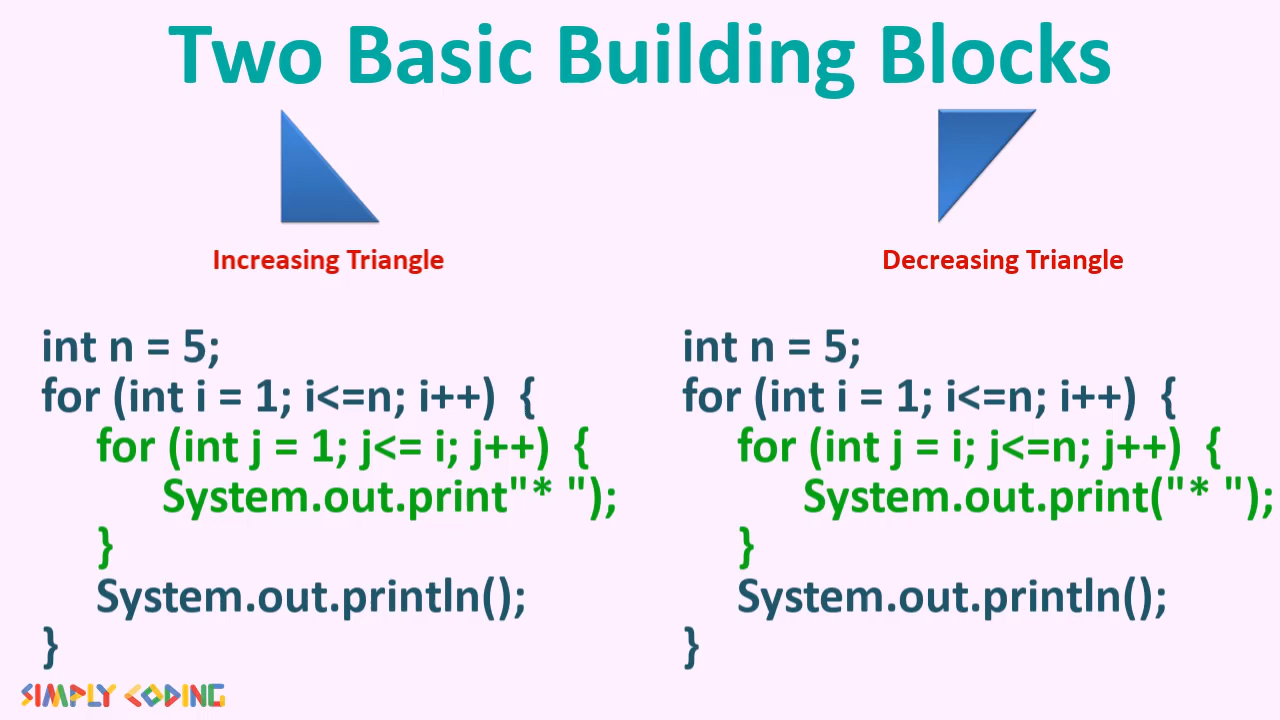 Two Basic Building Blocks
Increasing Triangle
int n = 5;
for (int i = 1; i<=n; i++) {
for (int j = 1; j<= i; j++) {
System.out.print"* ");
}
System.out.println();
}
Decreasing Triangle
int n = 5;
for (int i = 1; i<=n; i++) {
for (int j = i; j<=n; j++) {
System.out.print("* ");
}
System.out.println();
}
SIMPLY CODING